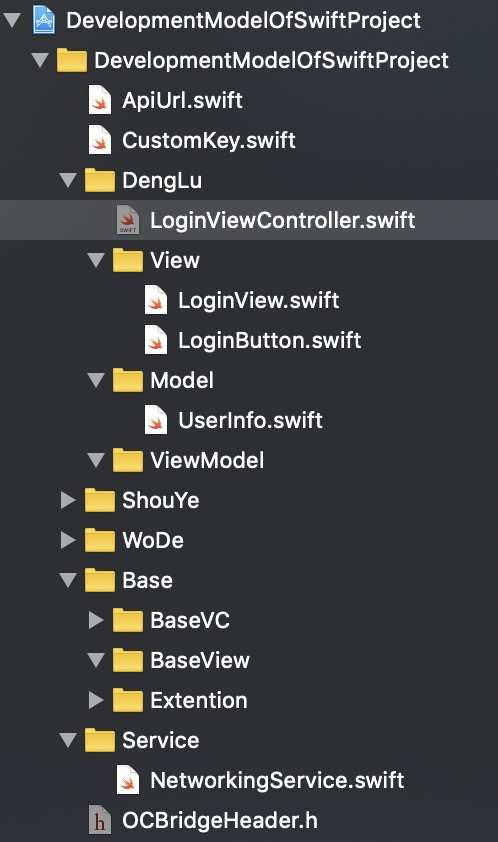 DevelopmentModelOfSwiftProject
DevelopmentModelOfSwiftProject
ApiUrl.swift
CustomKey.swift
DengLu
LoginViewController.swift
View
LoginView.swift
LoginButton.swift
Model
UserInfo.swift
ViewModel
ShouYe
WoDe
Base
BaseVC
BaseView
Extention
Service
NetworkingService.swift
OCBridgeHeader.h